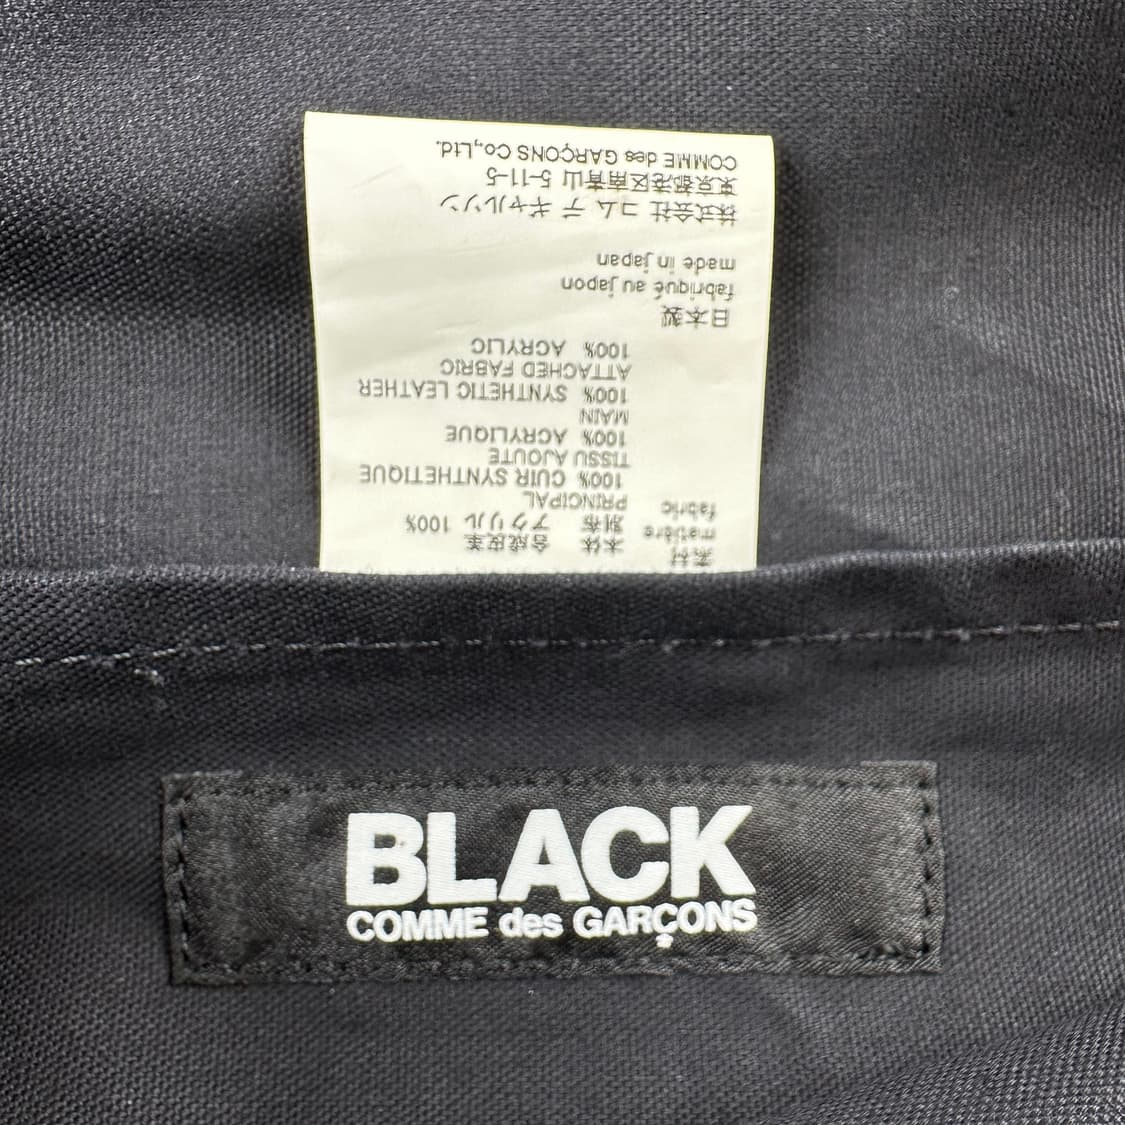 素材 本体 合成皮革
matière 別布 アクリル 100%
fabric PRINCIPAL
100% CUIR SYNTHETIQUE
TISSU AJOUTE
100% ACRYLIQUE
MAIN
100% SYNTHETIC LEATHER
ATTACHED FABRIC
100% ACRYLIC
日本製
fabriqué au japon
made in japan
株式会社 コム デ ギャルソン
東京都港区南青山 5-11-5
COMME des GARÇONS Co.,Ltd.
BLACK
COMME des GARÇONS